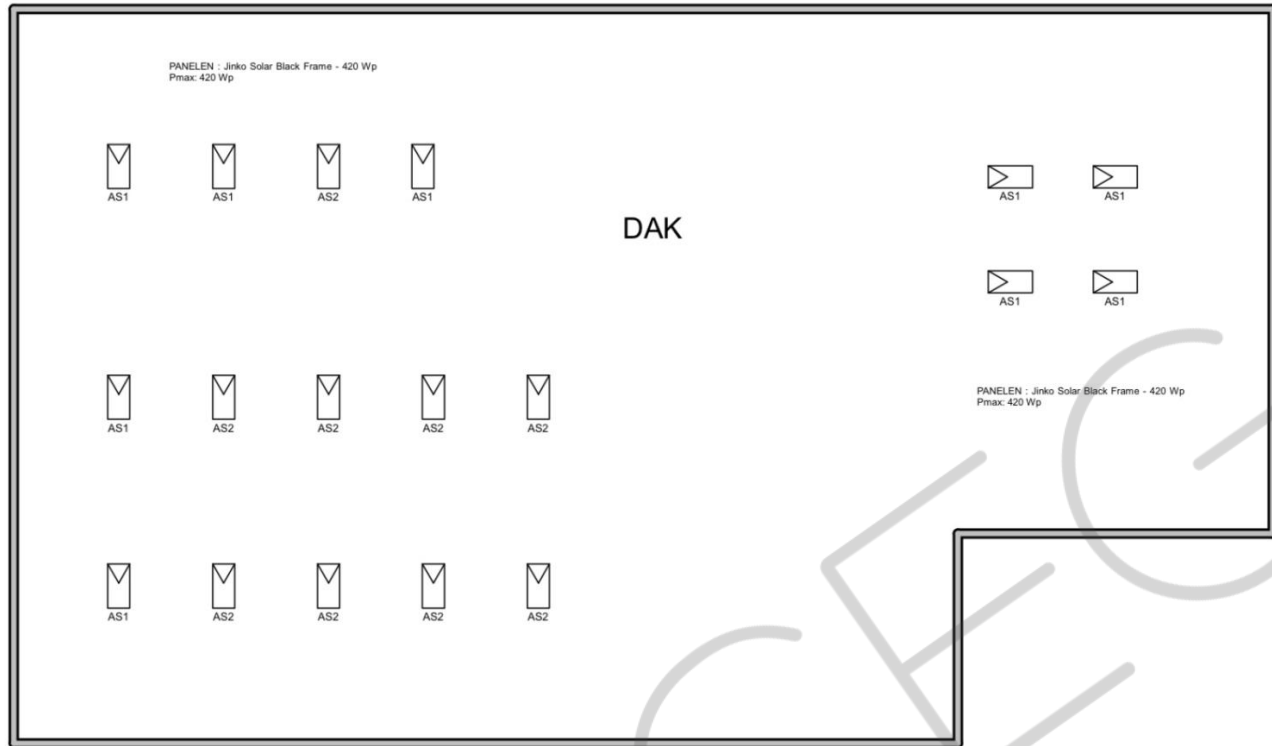 PANELEN : Jinko Solar Black Frame - 420 Wp
Pmax: 420 Wp
AS1 AS1 AS2 AS1
AS1 AS1
DAK
AS1 AS1
PANELEN : Jinko Solar Black Frame - 420 Wp
Pmax: 420 Wp
AS1 AS2 AS2 AS2 AS2
AS1 AS2 AS2 AS2 AS2